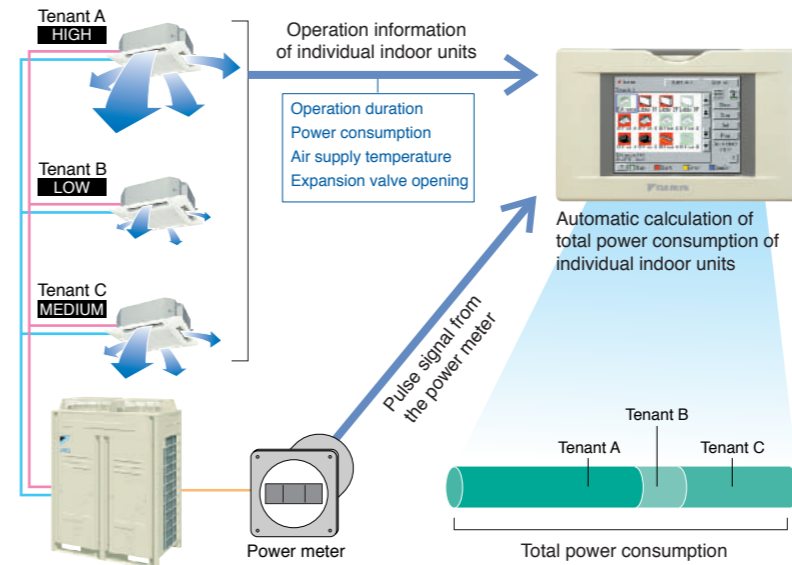 Tenant A
HIGH
Operation information
of individual indoor units
Operation duration
Power consumption
Air supply temperature
Expansion valve opening
Tenant B
LOW
DAIKIN
Automatic calculation of
total power consumption of
individual indoor units
Tenant C
MEDIUM
Pulse signal from
the power meter
Tenant B
Tenant A
Tenant C
Power meter
Total power consumption